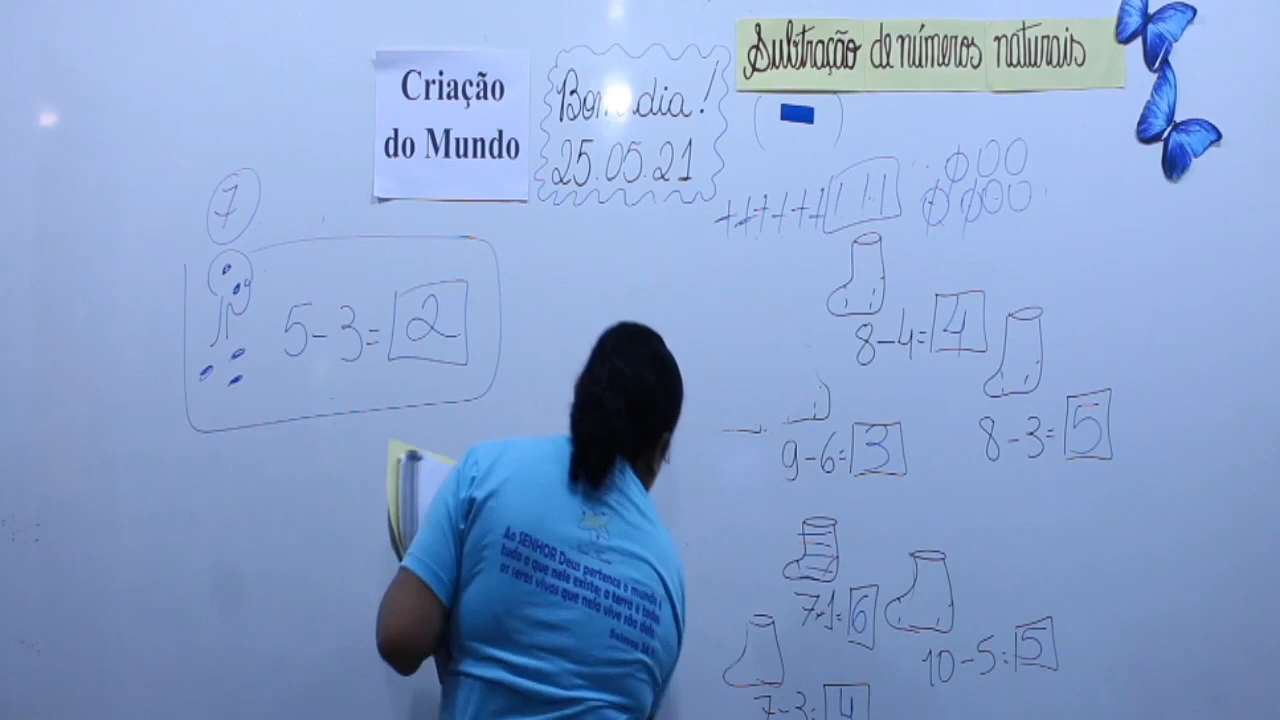 Subtração de números naturais
Criação
do Mundo
Bom dia!
25.05.21
7
5-3=2
8-4=4
9-6=3
8-3=5
7-1=6
10-5=5
7-3=4
Ao SENHOR Deus pertence o mundo e
tudo o que nele existe; a terra e todos
os seres vivos que nela vive são dele.